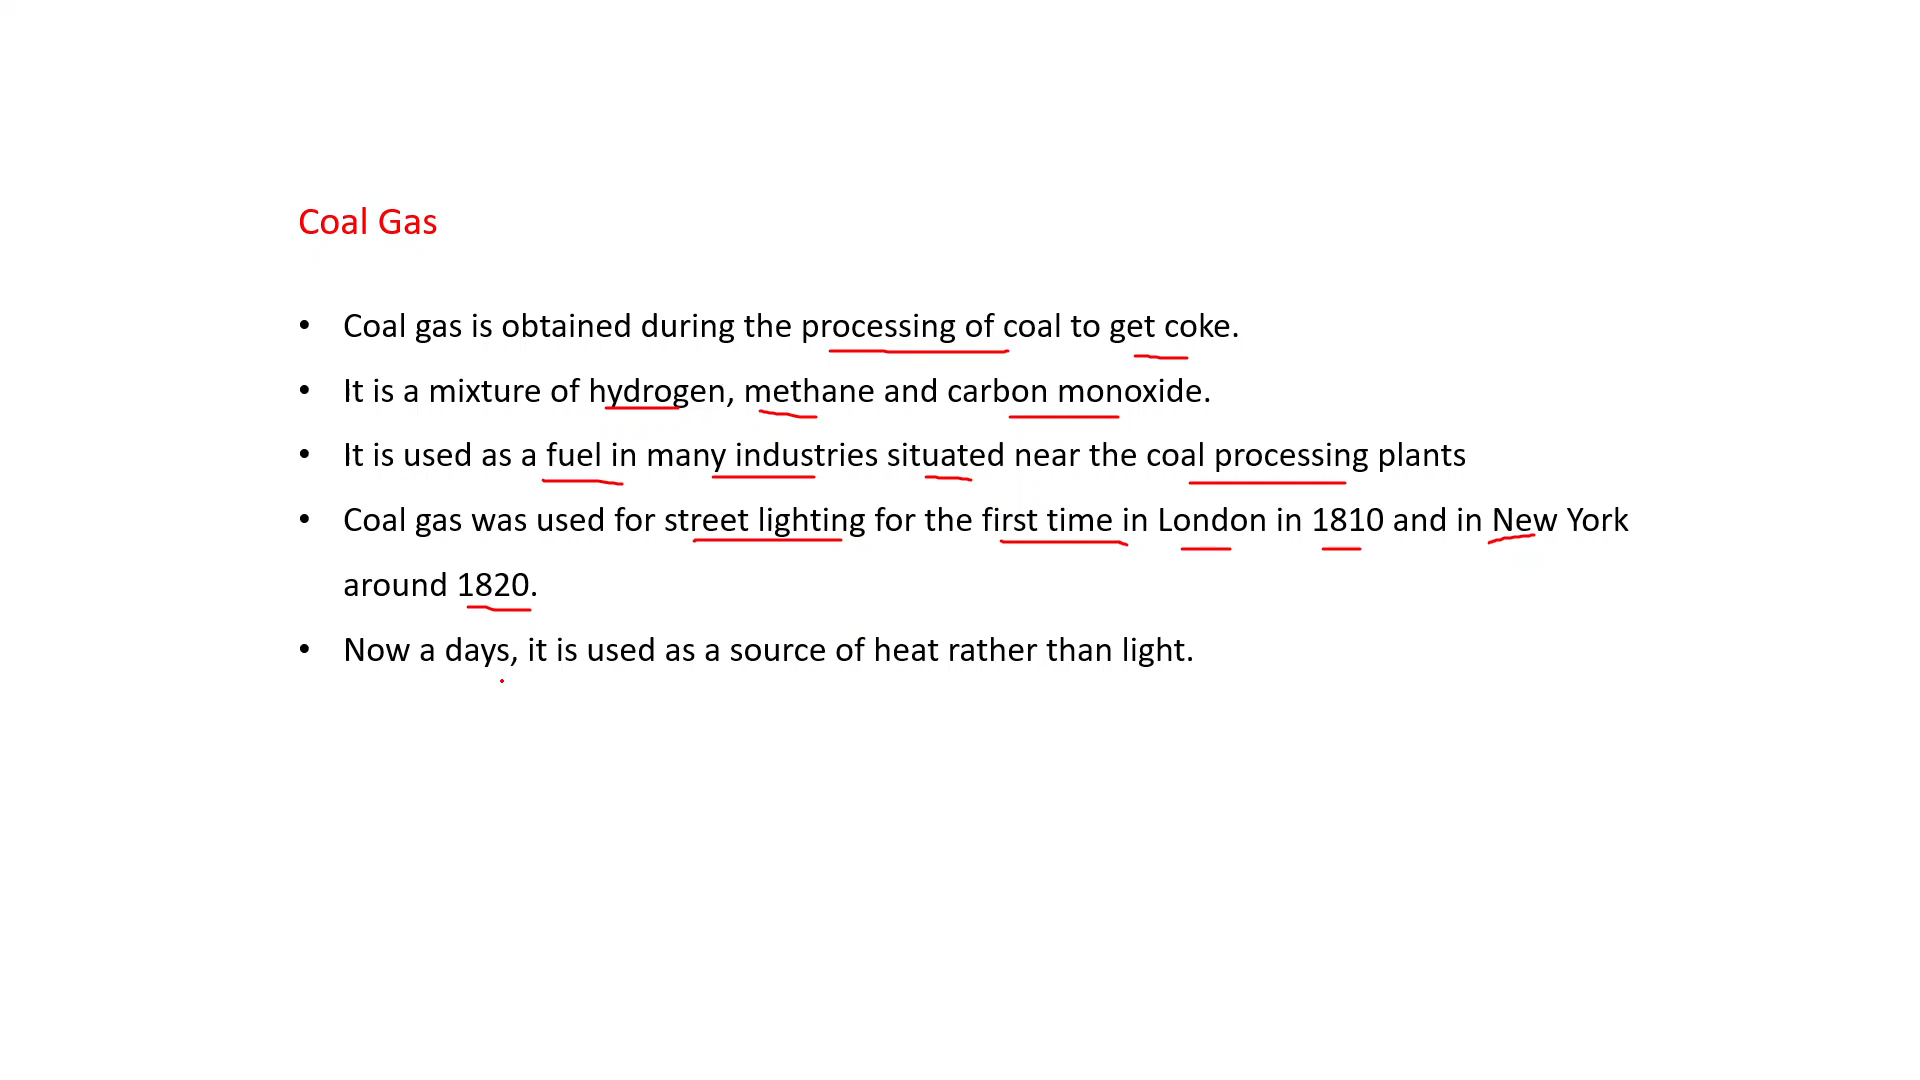 Coal Gas
• Coal gas is obtained during the processing of coal to get coke.
• It is a mixture of hydrogen, methane and carbon monoxide.
• It is used as a fuel in many industries situated near the coal processing plants
• Coal gas was used for street lighting for the first time in London in 1810 and in New York
around 1820.
• Now a days, it is used as a source of heat rather than light.